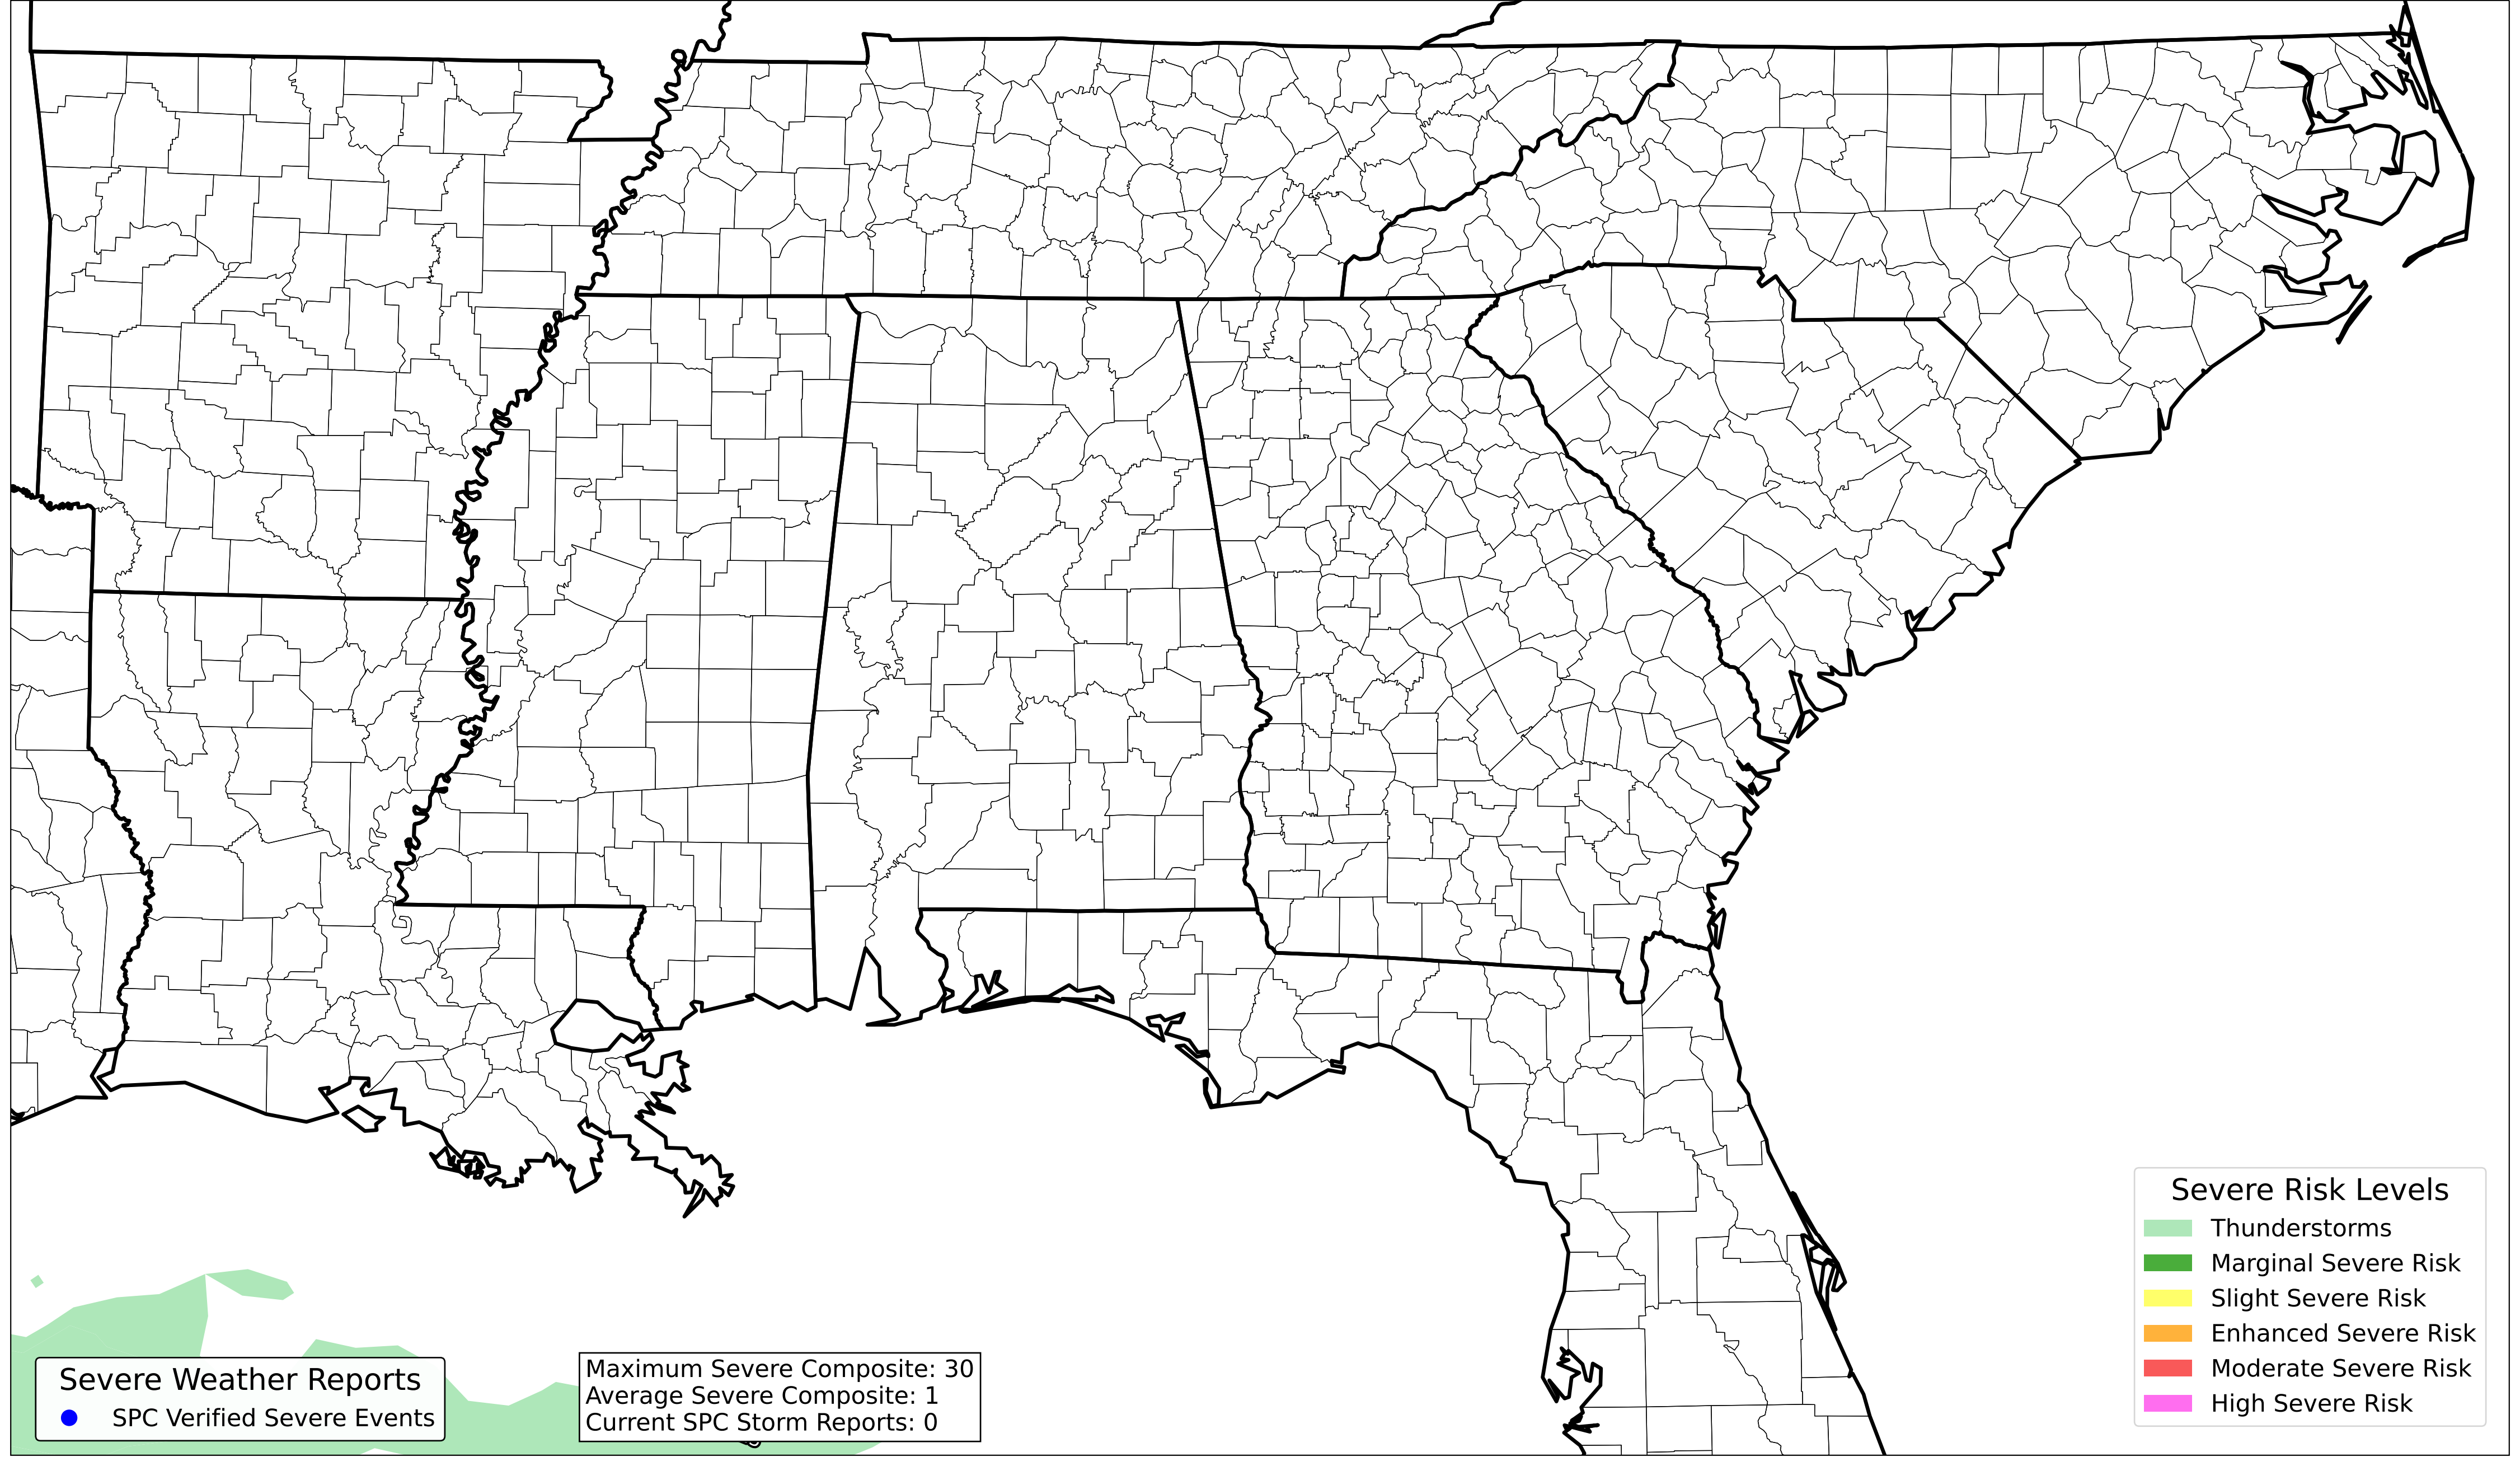 Severe Risk Levels
Thunderstorms
Marginal Severe Risk
Slight Severe Risk
Enhanced Severe Risk
Moderate Severe Risk
High Severe Risk
Severe Weather Reports
SPC Verified Severe Events
Maximum Severe Composite: 30
Average Severe Composite: 1
Current SPC Storm Reports: 0